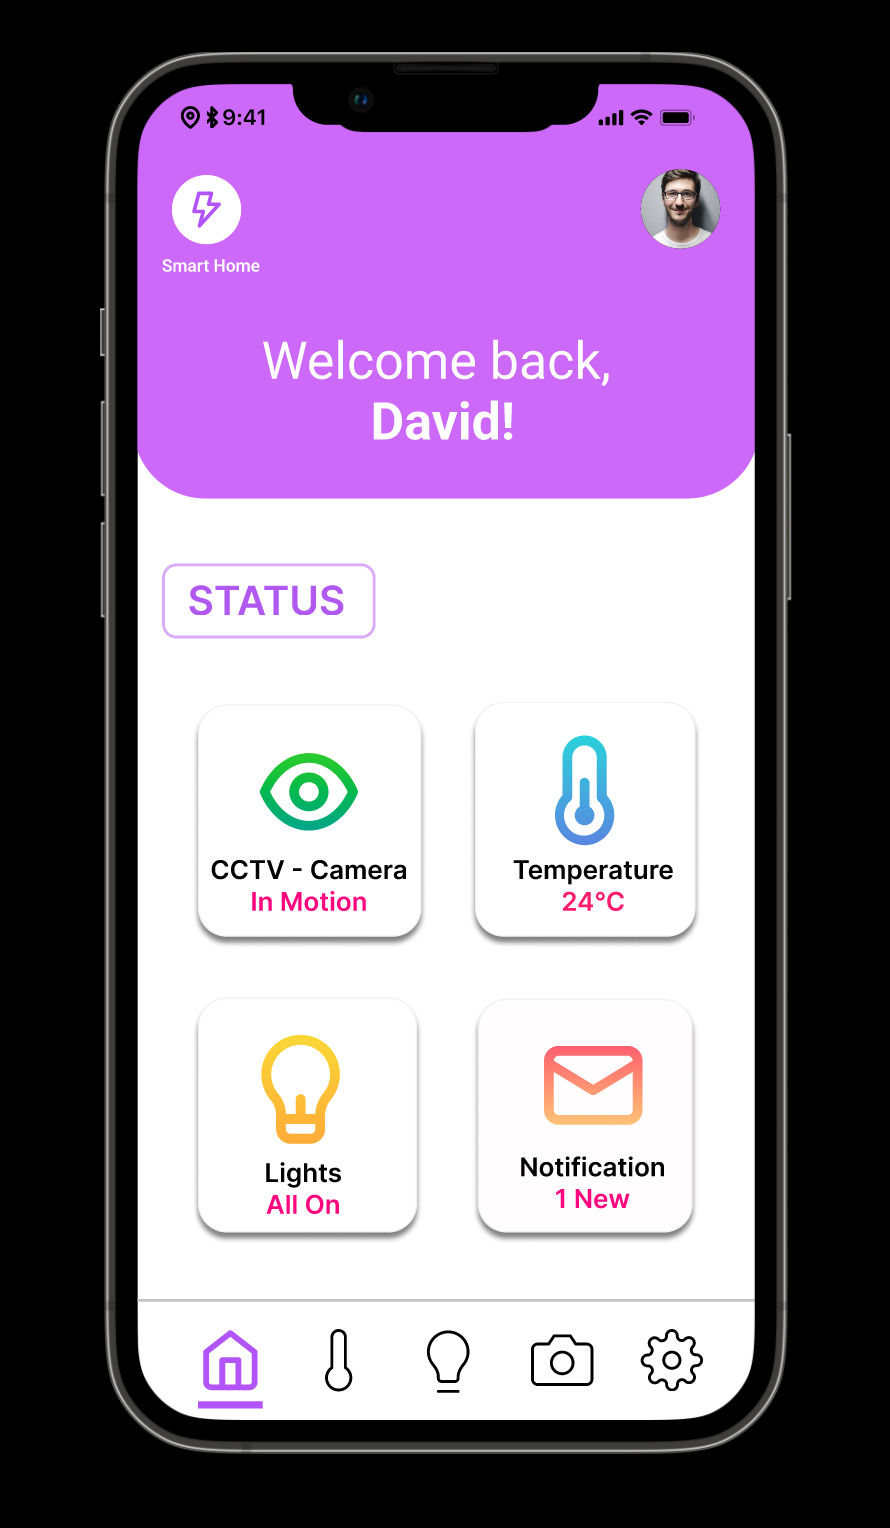 9:41
Smart Home
Welcome back,
David!
STATUS
CCTV - Camera
In Motion
Temperature
24°C
Lights
All On
Notification
1 New